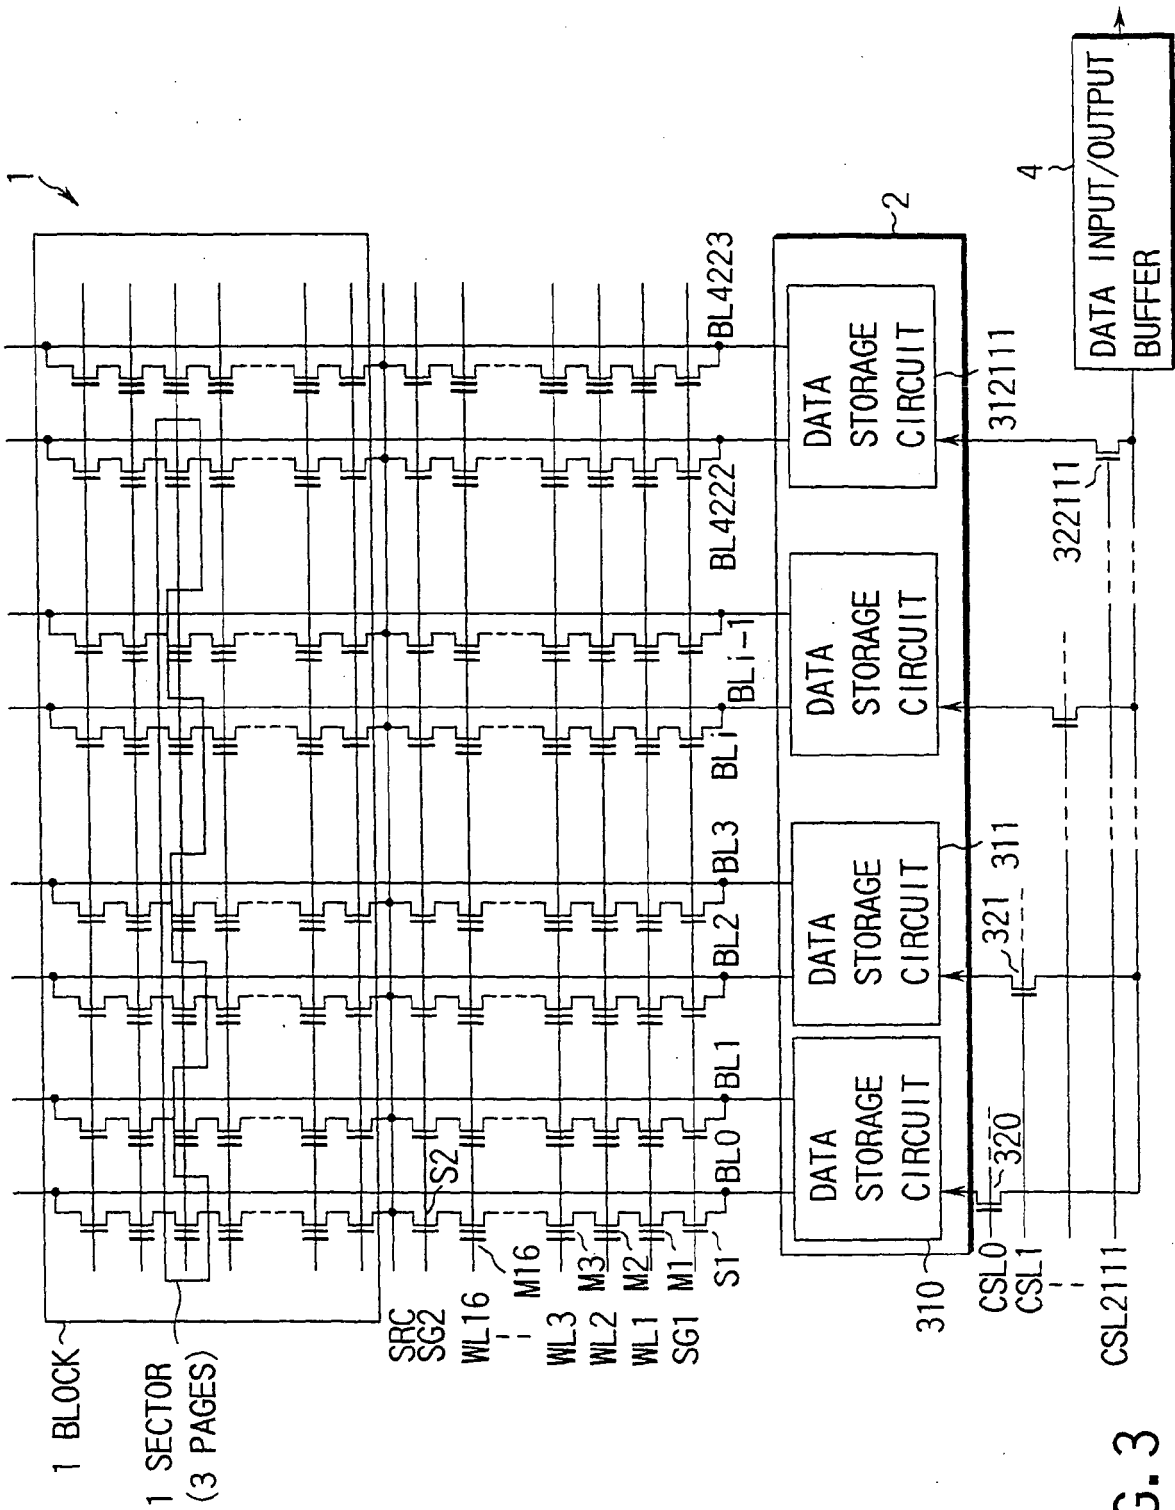 1 BLOCK
1 SECTOR
(3 PAGES)
1
SRC
SG2
WL16
WL3
WL2
WL1
SG1
S2
M16
M3
M2
M1
S1
BL0
BL1
BL2
BL3
BLi
BLi-1
BL4222
BL4223
2
DATA
STORAGE
CIRCUIT
DATA
STORAGE
CIRCUIT
DATA
STORAGE
CIRCUIT
DATA
STORAGE
CIRCUIT
310
311
312111
CSL0
CSL1
CSL2111
320
321
322111
4
DATA INPUT/OUTPUT
BUFFER
G.3